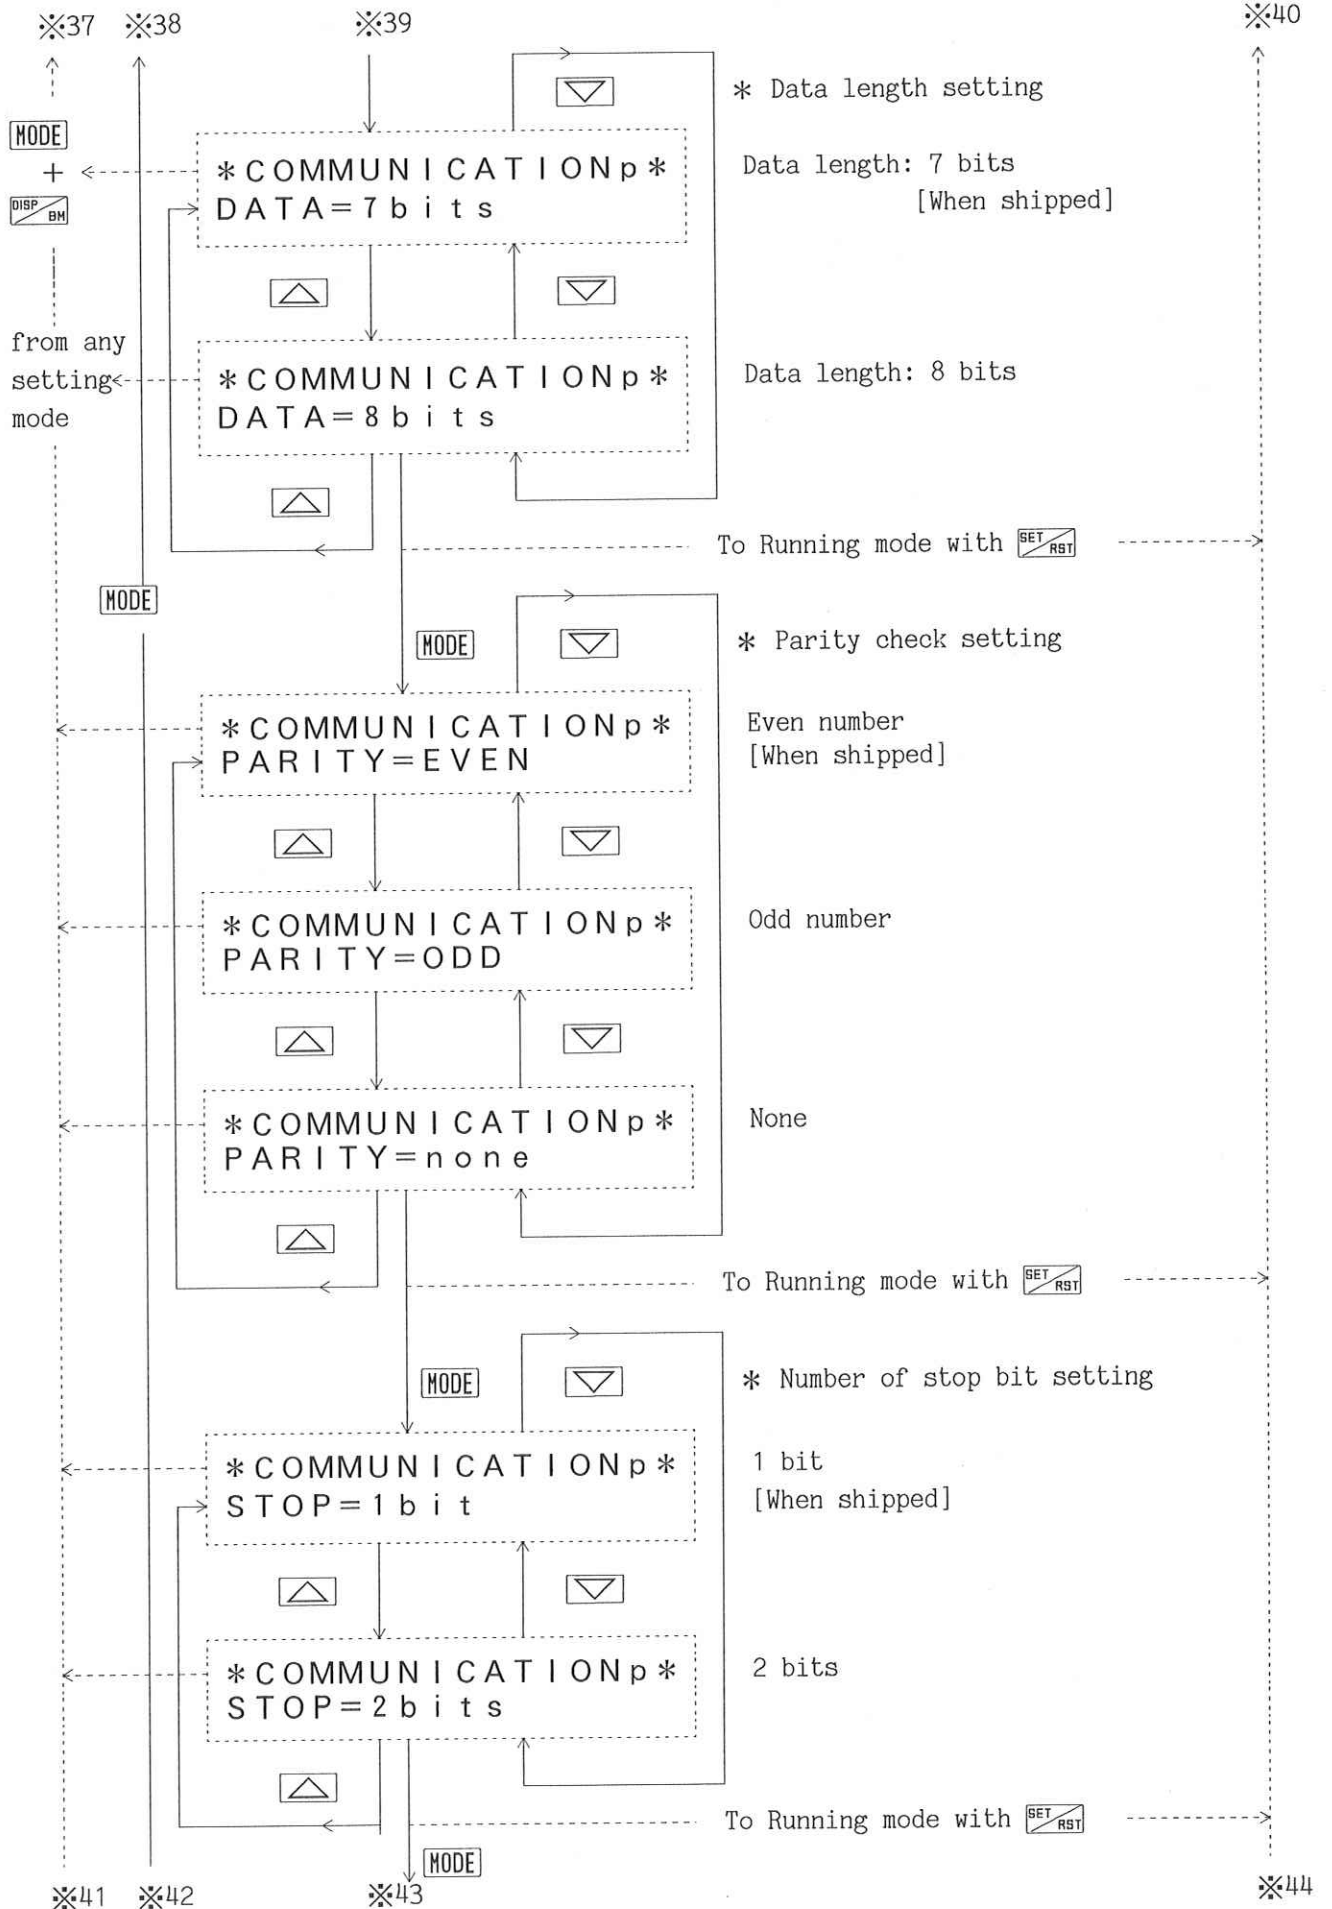 ※37 ※38 ※39 ※40
* Data length setting
MODE
+
DISP BM
*COMMUNICATIONp*
DATA=7bits
Data length: 7 bits
[When shipped]
from any
setting
mode
*COMMUNICATIONp*
DATA=8bits
Data length: 8 bits
To Running mode with SET RST
MODE
MODE
* Parity check setting
*COMMUNICATIONp*
PARITY=EVEN
Even number
[When shipped]
*COMMUNICATIONp*
PARITY=ODD
Odd number
*COMMUNICATIONp*
PARITY=none
None
To Running mode with SET RST
MODE
* Number of stop bit setting
*COMMUNICATIONp*
STOP=1bit
1 bit
[When shipped]
*COMMUNICATIONp*
STOP=2bits
2 bits
To Running mode with SET RST
MODE
※41 ※42 ※43 ※44